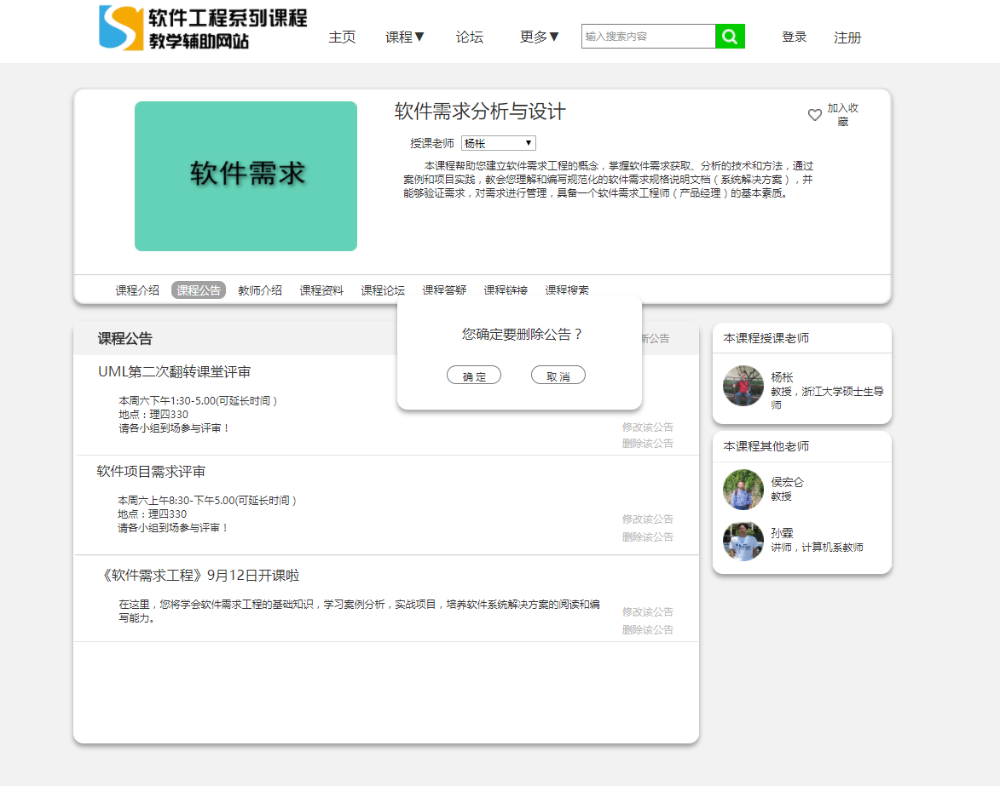 软件工程系列课程
教学辅助网站
主页
课程▼
论坛
更多▼
输入搜索内容
登录
注册
软件需求
软件需求分析与设计
加入收
藏
授课老师
杨枨
本课程帮助您建立软件需求工程的概念，掌握软件需求获取、分析的技术和方法，通过
案例和项目实践，教会您理解和编写规范化的软件需求规格说明文档（系统解决方案），并
能够验证需求，对需求进行管理，具备一个软件需求工程师（产品经理）的基本素质。
课程介绍
课程公告
教师介绍
课程资料
课程论坛
课程答疑
课程链接
课程搜索
您确定要删除公告？
确 定
取 消
课程公告
新公告
UML第二次翻转课堂评审
本周六下午1:30-5.00(可延长时间）
地点：理四330
请各小组到场参与评审！
修改该公告
删除该公告
软件项目需求评审
本周六上午8:30-下午5.00(可延长时间）
地点：理四330
请各小组到场参与评审！
修改该公告
删除该公告
《软件需求工程》9月12日开课啦
在这里，您将学会软件需求工程的基础知识，学习案例分析，实战项目，培养软件系统解决方案的阅读和编
写能力。
修改该公告
删除该公告
本课程授课老师
杨枨
教授，浙江大学硕士生导
师
本课程其他老师
侯宏仑
教授
孙霖
讲师，计算机系教师